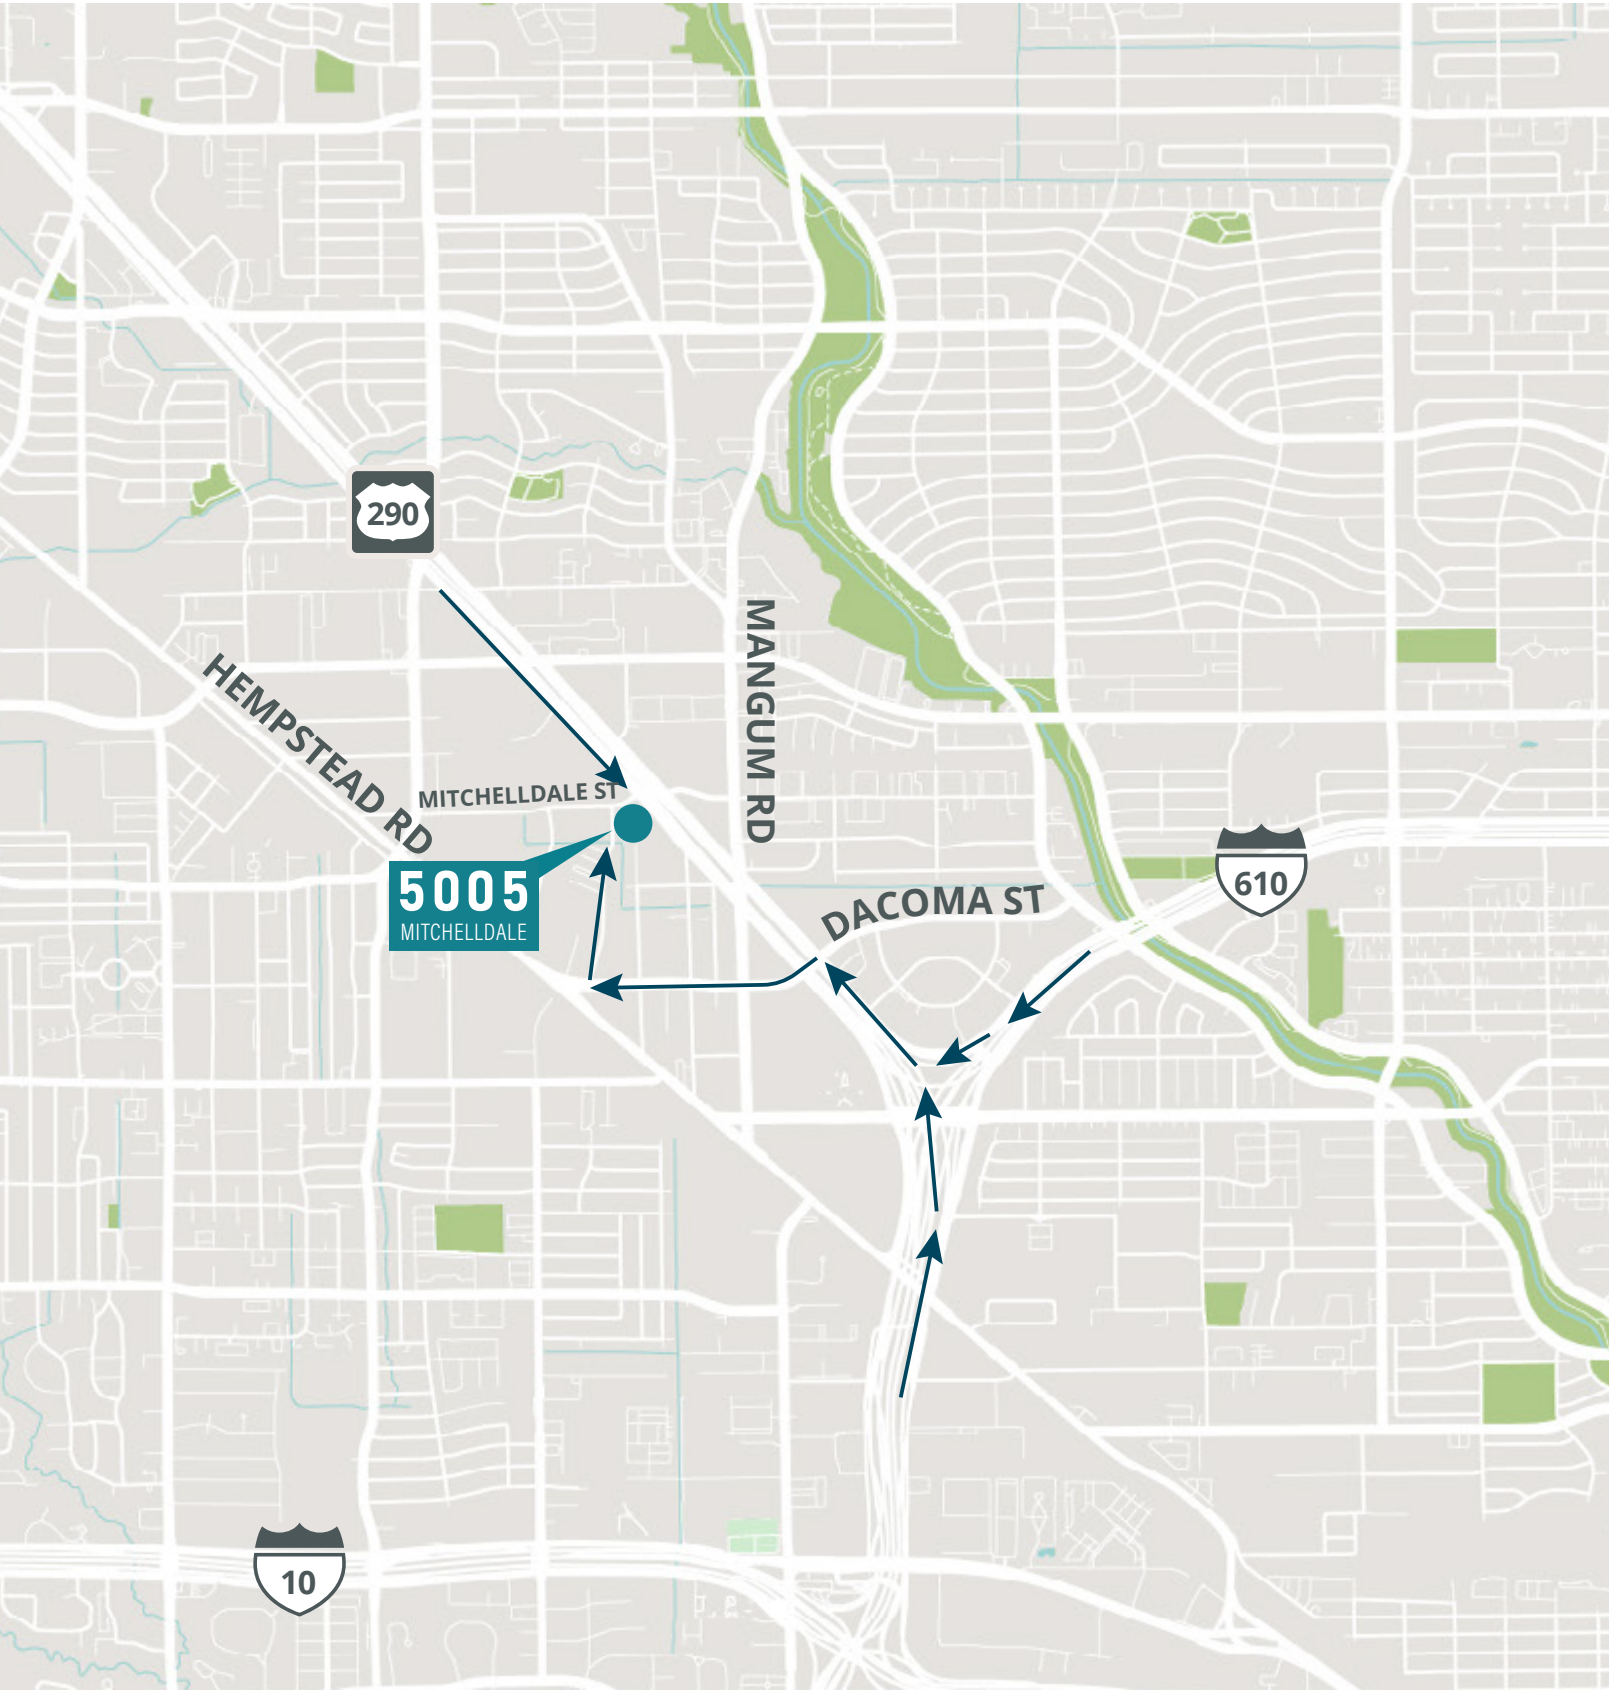 290
MANGUM RD
HEMPSTEAD RD
MITCHELLDALE ST
5005
MITCHELLDALE
DACOMA ST
610
10